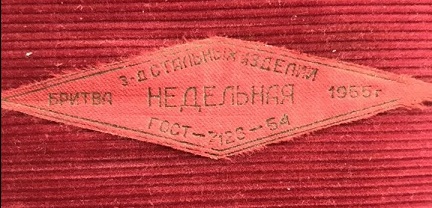 З-Д СТАЛЬНЫХ ИЗДЕЛИЙ
БРИТВА НЕДЕЛЬНАЯ 1955г
ГОСТ-7123-54